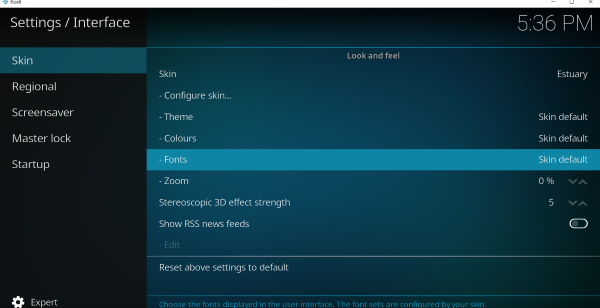 Kodi
Settings / Interface
5:36 PM
Skin
Regional
Screensaver
Master lock
Startup
Expert
Look and feel
Skin Estuary
- Configure skin...
- Theme Skin default
- Colours Skin default
- Fonts Skin default
- Zoom 0 %
Stereoscopic 3D effect strength 5
Show RSS news feeds
- Edit
Reset above settings to default
Choose the fonts displayed in the user interface. The font sets are configured by your skin.